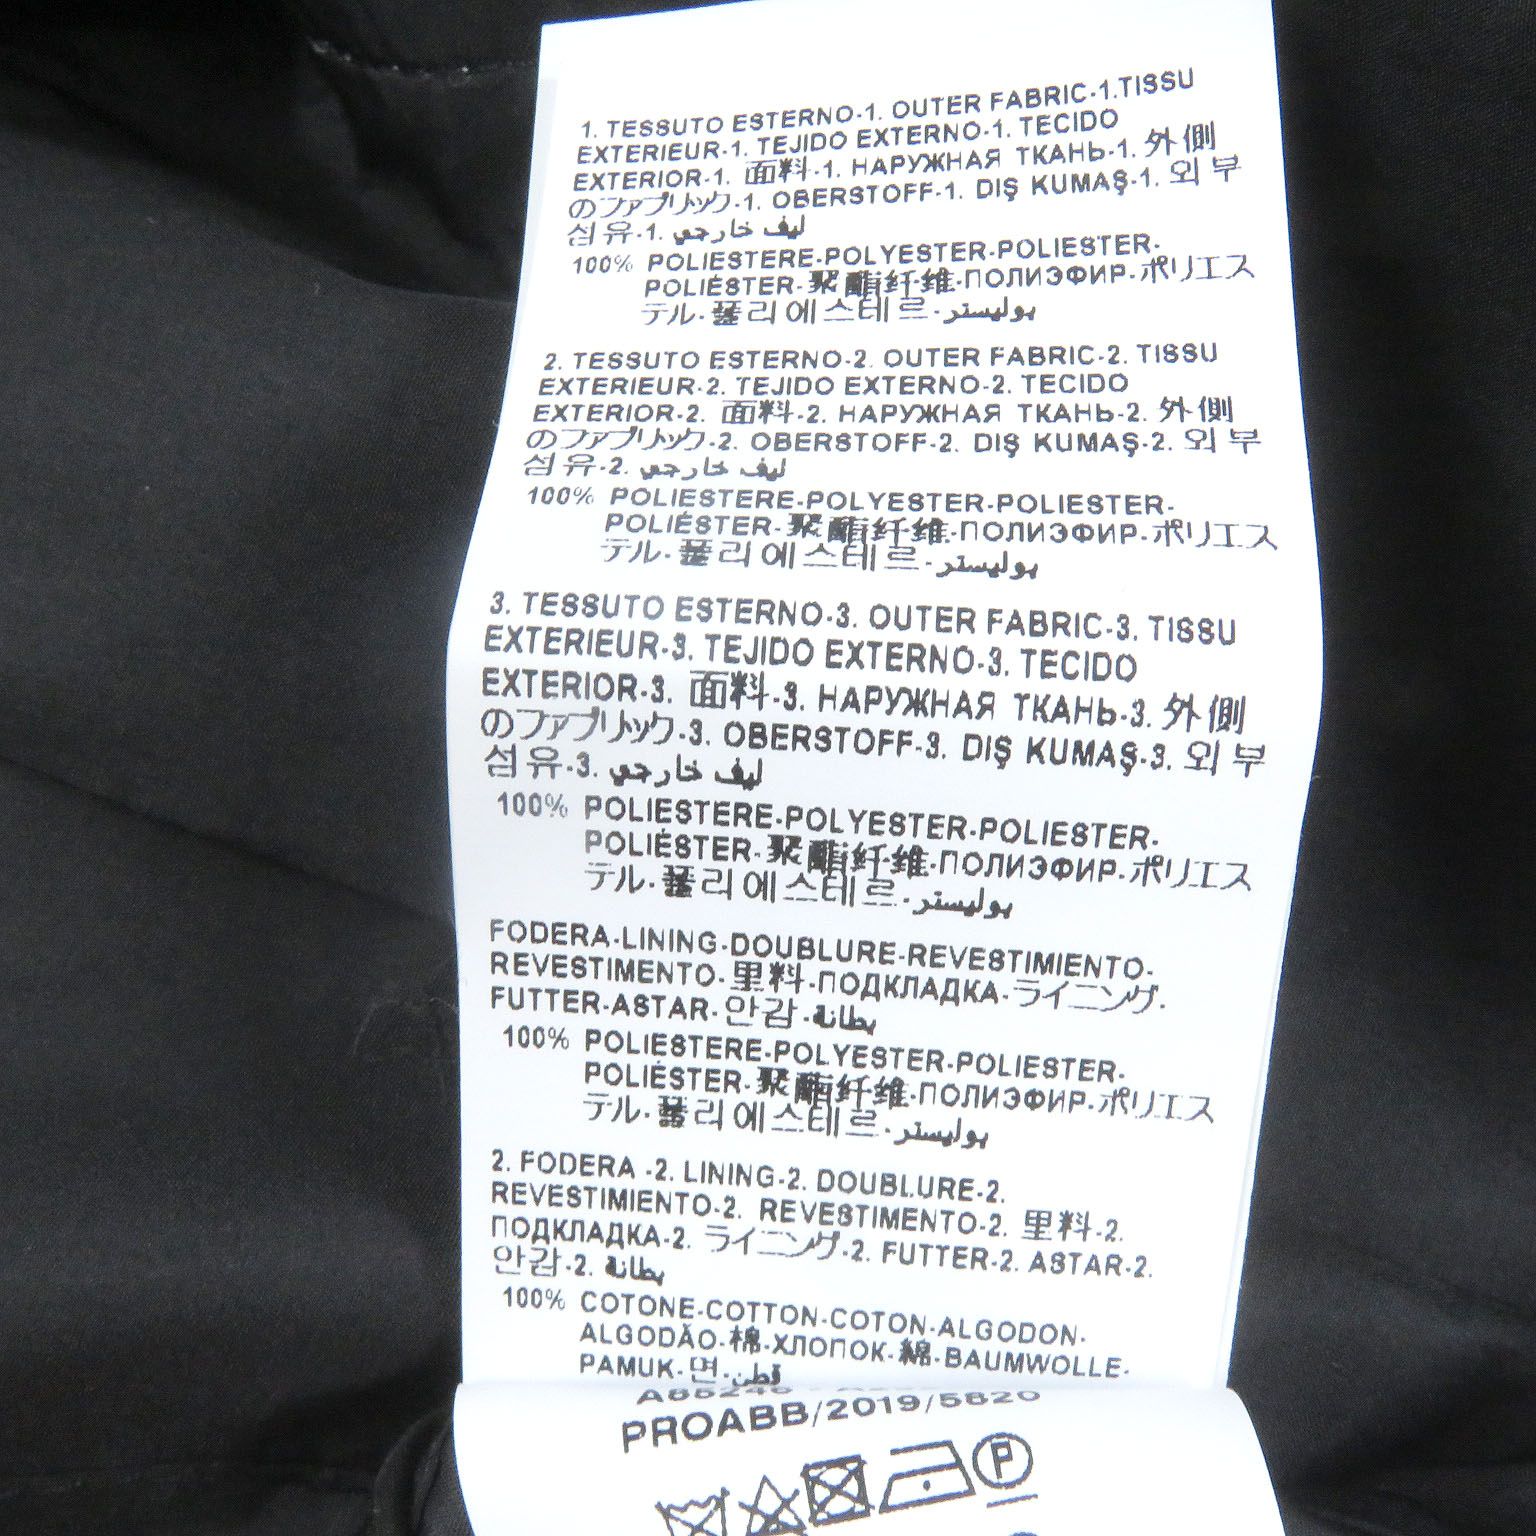 1. TESSUTO ESTERNO-1. OUTER FABRIC-1.TISSU
EXTERIEUR-1. TEJIDO EXTERNO-1. TECIDO
EXTERIOR-1. 面料-1. НАРУЖНАЯ ТКАНЬ-1. 外側
のファブリック-1. OBERSTOFF-1. DIŞ KUMAŞ-1. 외부
섬유-1. ليف خارجي
100% POLIESTERE-POLYESTER-POLIESTER-
POLIÉSTER-聚酯纤维-ПОЛИЭФИР-ポリエス
テル-폴리에스테르-بوليستر
2. TESSUTO ESTERNO-2. OUTER FABRIC-2. TISSU
EXTERIEUR-2. TEJIDO EXTERNO-2. TECIDO
EXTERIOR-2. 面料-2. НАРУЖНАЯ ТКАНЬ-2. 外側
のファブリック-2. OBERSTOFF-2. DIŞ KUMAŞ-2. 외부
섬유-2. ليف خارجي
100% POLIESTERE-POLYESTER-POLIESTER-
POLIÉSTER-聚酯纤维-ПОЛИЭФИР-ポリエス
テル-폴리에스테르-بوليستر
3. TESSUTO ESTERNO-3. OUTER FABRIC-3. TISSU
EXTERIEUR-3. TEJIDO EXTERNO-3. TECIDO
EXTERIOR-3. 面料-3. НАРУЖНАЯ ТКАНЬ-3. 外側
のファブリック-3. OBERSTOFF-3. DIŞ KUMAŞ-3. 외부
섬유-3. ليف خارجي
100% POLIESTERE-POLYESTER-POLIESTER-
POLIÉSTER-聚酯纤维-ПОЛИЭФИР-ポリエス
テル-폴리에스테르-بوليستر
FODERA-LINING-DOUBLURE-REVESTIMIENTO-
REVESTIMENTO-里料-ПОДКЛАДКА-ライニング-
FUTTER-ASTAR-안감-بطانة
100% POLIESTERE-POLYESTER-POLIESTER-
POLIÉSTER-聚酯纤维-ПОЛИЭФИР-ポリエス
テル-폴리에스테르-بوليستر
2. FODERA -2. LINING-2. DOUBLURE-2.
REVESTIMIENTO-2. REVESTIMENTO-2. 里料-2.
ПОДКЛАДКА-2. ライニング-2. FUTTER-2. ASTAR-2.
안감-2. بطانة
100% COTONE-COTTON-COTON-ALGODON-
ALGODÃO-棉-ХЛОПОК-綿-BAUMWOLLE-
PAMUK-면-قطن
PROABB/2019/5820
P